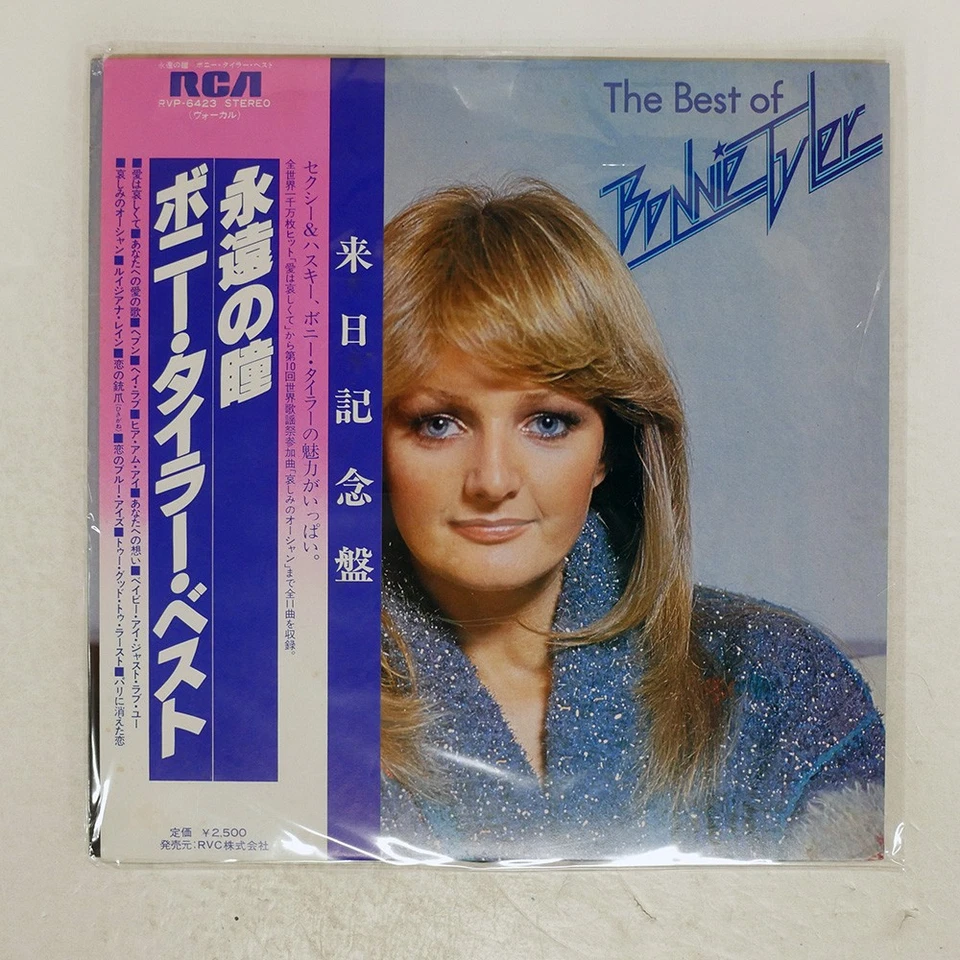 永遠の瞳 ボニー・タイラー・ベスト
RCA
RVP-6423 STEREO
(ヴォーカル)
永遠の瞳
ボニー・タイラー・ベスト
■愛は哀しくて■あなたへの愛の歌■ヘブン■ヘイ・ラブ■ヒア・アム・アイ■あなたへの想い■ベイビー・アイ・ジャスト・ラブ・ユー
■哀しみのオーシャン■ルイジアナ・レイン■恋の銃爪(ひきがね)■恋のブルー・アイズ■トゥー・グッド・トゥ・ラースト■パリに消えた恋
セクシー&ハスキー、ボニー・タイラーの魅力がいっぱい。
全世界一千万枚ヒット「愛は哀しくて」から第10回世界歌謡祭参加曲「哀しみのオーシャン」まで全11曲を収録。
来日記念盤
定価 ¥2,500
発売元:RVC株式会社
The Best of
Bonnie Tyler